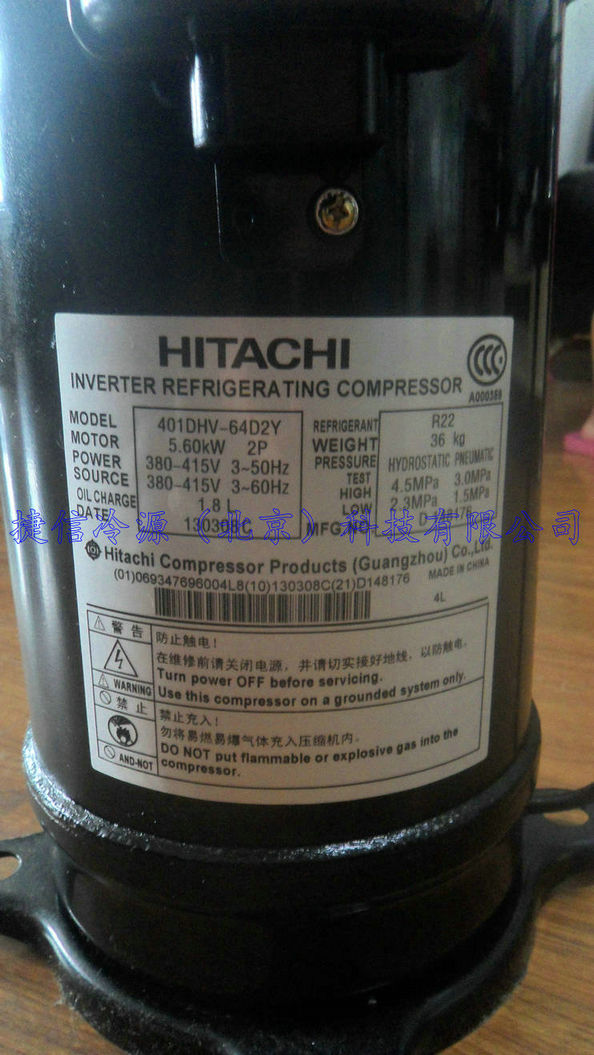 HITACHI
CCC
A000389
INVERTER REFRIGERATING COMPRESSOR
MODEL 401DHV-64D2Y
MOTOR 5.60kW 2P
POWER SOURCE 380-415V 3~50Hz
380-415V 3~60Hz
OIL CHARGE 1.8 L
DATE 130308C
REFRIGERANT R22
WEIGHT 36 kg
PRESSURE HYDROSTATIC PNEUMATIC
TEST
HIGH 4.5MPa 3.0MPa
LOW 2.3MPa 1.5MPa
MFG.NO.
捷信冷源（北京）科技有限公司
Hitachi Compressor Products (Guangzhou) Co.,Ltd.
(01)069347696004L8(10)130308C(21)D148176
MADE IN CHINA
4L
警告
防止触电！
在维修前请关闭电源，并请切实接好地线，以防触电。
Turn power OFF before servicing.
WARNING
Use this compressor on a grounded system only.
禁止
禁止充入！
勿将易燃易爆气体充入压缩机内。
DO NOT put flammable or explosive gas into the
AND-NOT
compressor.